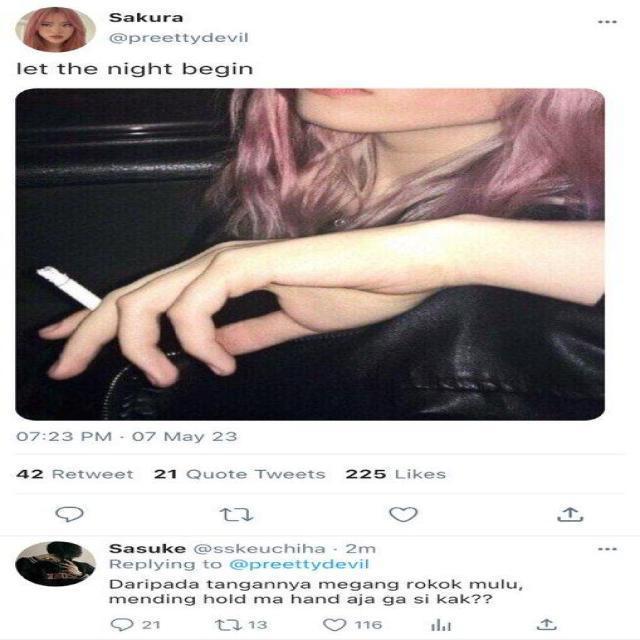 Sakura
@preettydevil
let the night begin
07:23 PM · 07 May 23
42 Retweet 21 Quote Tweets 225 Likes
Sasuke @sskeuchiha · 2m
Replying to @preettydevil
Daripada tangannya megang rokok mulu,
mending hold ma hand aja ga si kak??
21 13 116